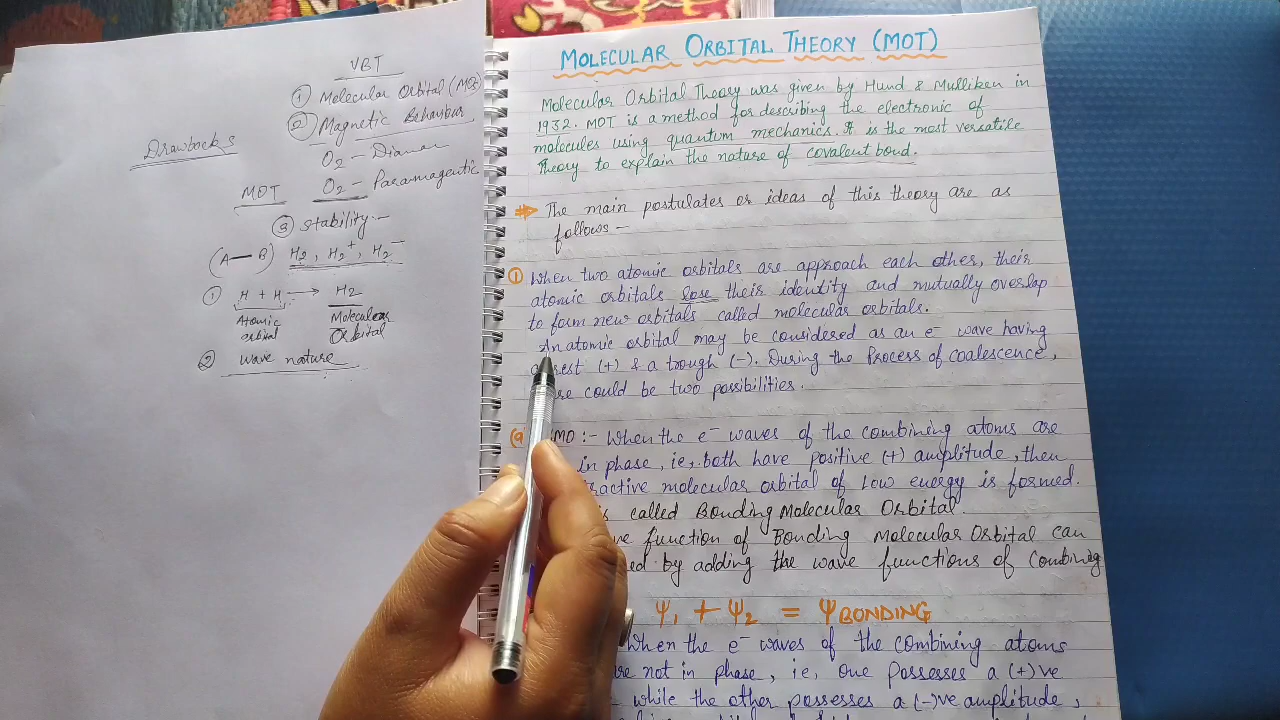 VBT
① Molecular Orbital (MOs)
② Magnetic Behaviour
Drawbacks
O2 – Diamar
MOT
O2 – Paramagentic
③ Stability:-
(A — B) H2, H2+, H2-
① H + H → H2
Atomic orbital
Molecular Orbital
② wave nature
MOLECULAR ORBITAL THEORY (MOT)
Molecular Orbital Theory was given by Hund & Mulliken in
1932. MOT is a method for describing the electronic of
molecules using quantum mechanics. It is the most versatile
Theory to explain the nature of covalent bond.
The main postulates or ideas of this theory are as
follows –
① When two atomic orbitals are approach each other, their
atomic orbitals lose their identity and mutually overlap
to form new orbitals called molecular orbitals.
An atomic orbital may be considered as an e- wave having
(+) & a trough (-). During the Process of coalescence,
could be two possibilities.
MO :- When the e- waves of the combining atoms are
in phase, ie, both have positive (+) amplitude, then
molecular orbital of Low energy is formed.
called Bonding Molecular Orbital.
function of Bonding Molecular Orbital can
by adding the wave functions of Combining
Ψ1 + Ψ2 = Ψ BONDING
When the e- waves of the combining atoms
not in phase, ie, one Possesses a (+)ve
while the other possesses a (-)ve amplitude,